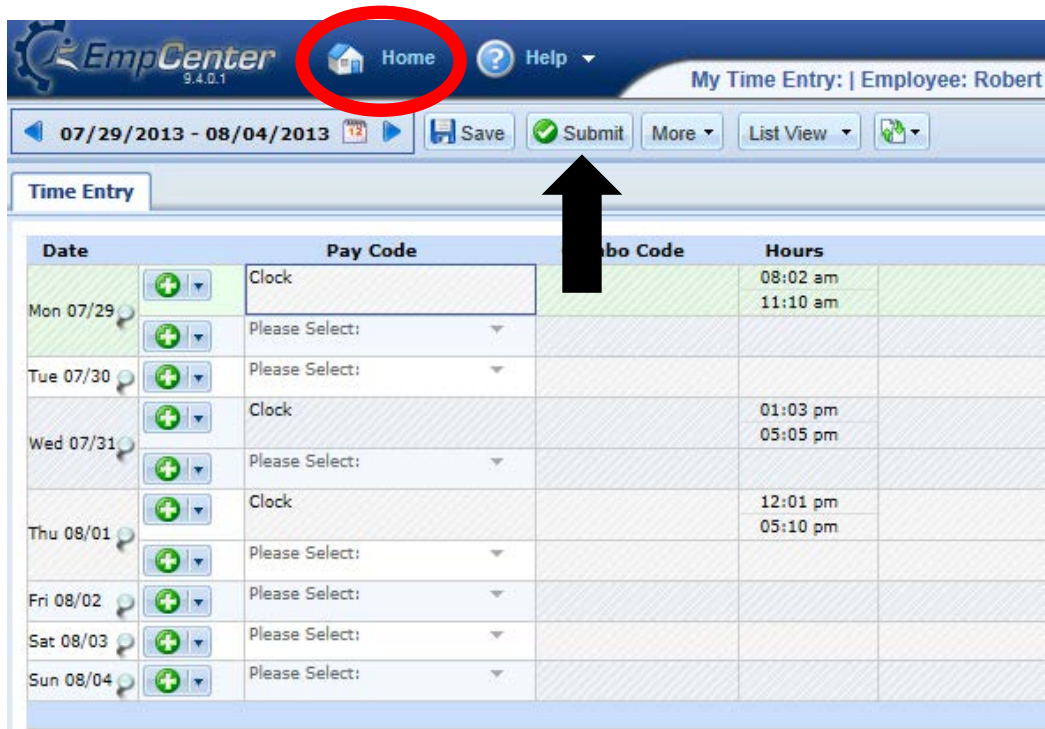 EmpCenter
9.4.0.1
Home
Help
My Time Entry: | Employee: Robert
07/29/2013 - 08/04/2013 12 Save Submit More List View
Time Entry
Date Pay Code Code Hours
Mon 07/29 Clock 08:02 am
11:10 am
Please Select:
Tue 07/30 Please Select:
Wed 07/31 Clock 01:03 pm
05:05 pm
Please Select:
Thu 08/01 Clock 12:01 pm
05:10 pm
Please Select:
Fri 08/02 Please Select:
Sat 08/03 Please Select:
Sun 08/04 Please Select: